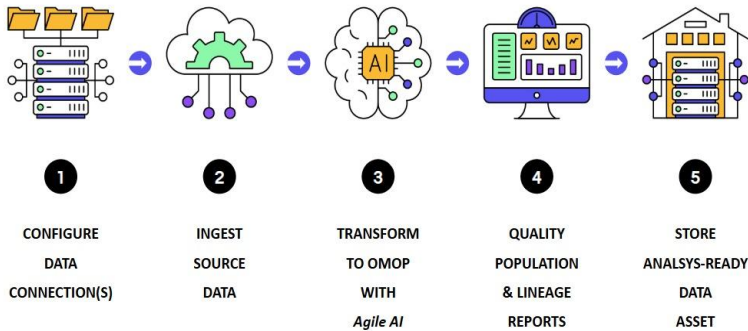 AI
1
2
3
4
5
CONFIGURE
DATA
CONNECTION(S)
INGEST
SOURCE
DATA
TRANSFORM
TO OMOP
WITH
Agile AI
QUALITY
POPULATION
& LINEAGE
REPORTS
STORE
ANALSYS-READY
DATA
ASSET